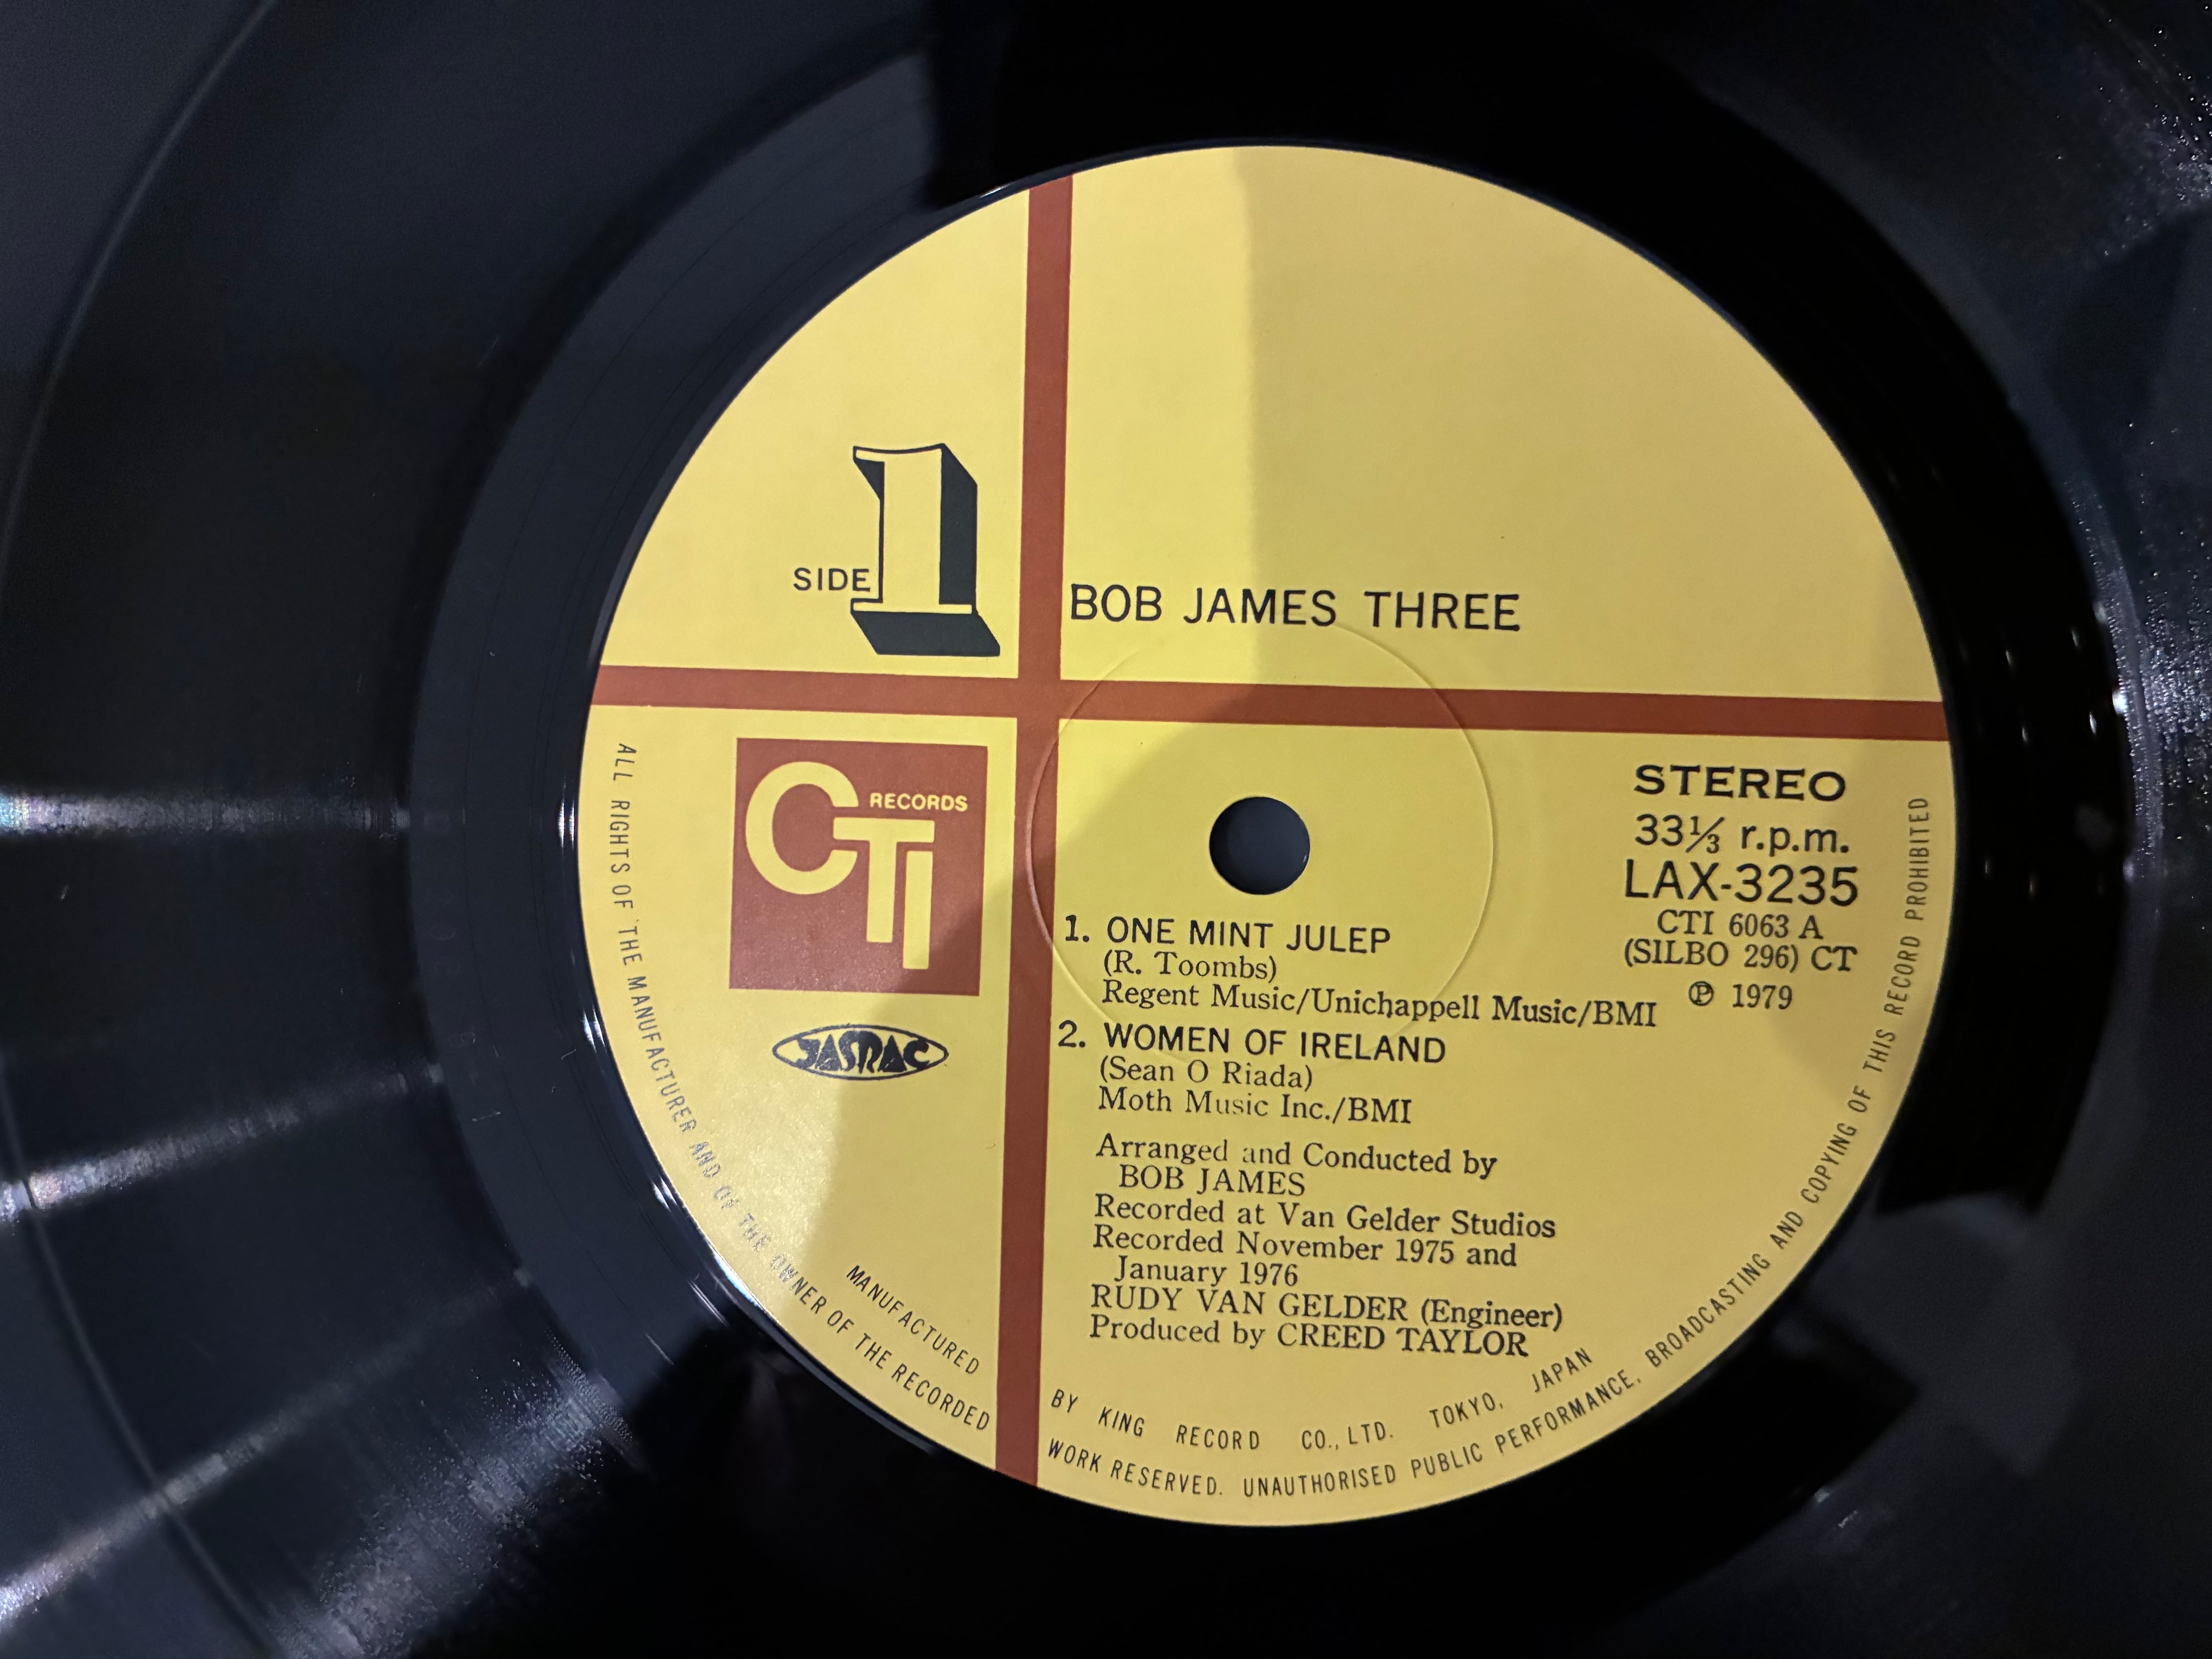 SIDE 1
BOB JAMES THREE
CTI RECORDS
JASRAC
STEREO
33⅓ r.p.m.
LAX-3235
CTI 6063 A
(SILBO 296) CT
℗ 1979
1. ONE MINT JULEP
(R. Toombs)
Regent Music/Unichappell Music/BMI
2. WOMEN OF IRELAND
(Sean O Riada)
Moth Music Inc./BMI
Arranged and Conducted by
BOB JAMES
Recorded at Van Gelder Studios
Recorded November 1975 and
January 1976
RUDY VAN GELDER (Engineer)
Produced by CREED TAYLOR
MANUFACTURED BY KING RECORD CO., LTD. TOKYO, JAPAN
ALL RIGHTS OF THE MANUFACTURER AND OF THE OWNER OF THE RECORDED WORK RESERVED. UNAUTHORISED PUBLIC PERFORMANCE, BROADCASTING AND COPYING OF THIS RECORD PROHIBITED